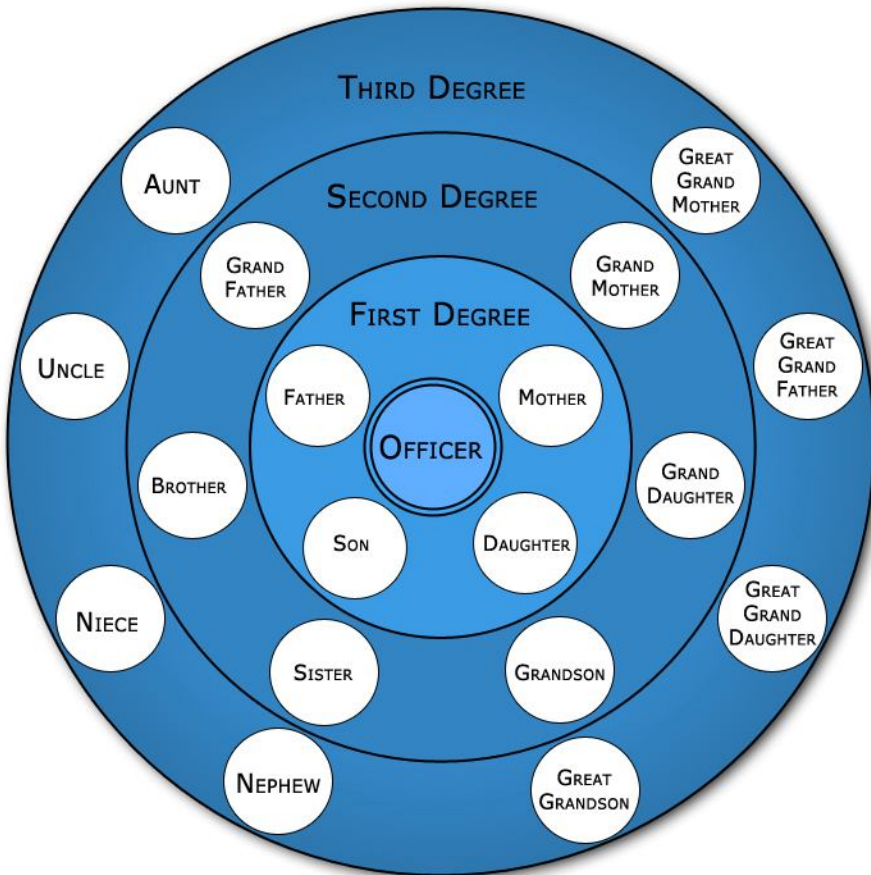 THIRD DEGREE
AUNT
GREAT
GRAND
MOTHER
SECOND DEGREE
GRAND
FATHER
GRAND
MOTHER
FIRST DEGREE
UNCLE
GREAT
GRAND
FATHER
FATHER
MOTHER
OFFICER
BROTHER
GRAND
DAUGHTER
SON
DAUGHTER
NIECE
GREAT
GRAND
DAUGHTER
SISTER
GRANDSON
NEPHEW
GREAT
GRANDSON